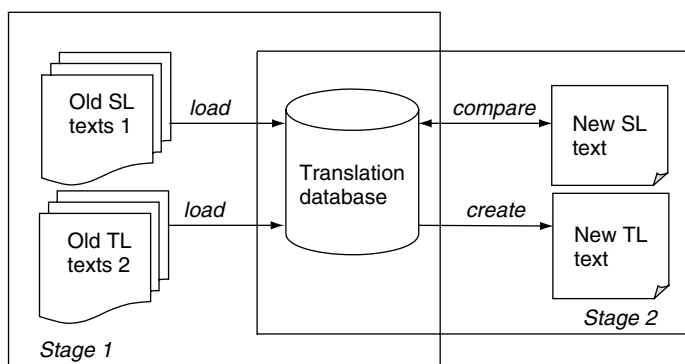 Old SL
texts 1
load
compare
New SL
text
Translation
database
Old TL
texts 2
load
create
New TL
text
Stage 1
Stage 2